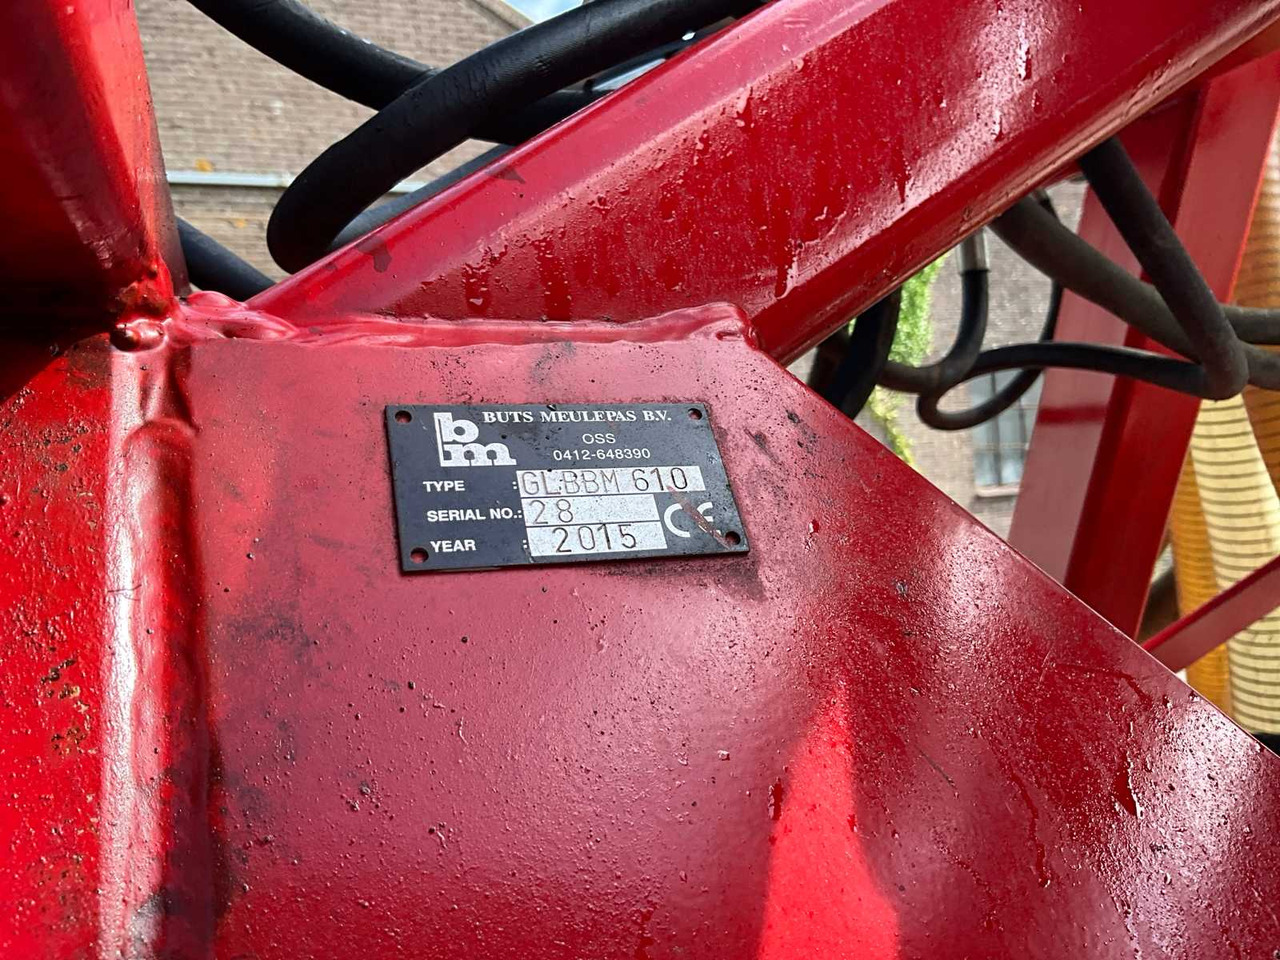 bm
BUTS MEULEPAS B.V.
OSS
0412-648390
TYPE : GLBBM 610
SERIAL NO.: 28
YEAR : 2015
CE